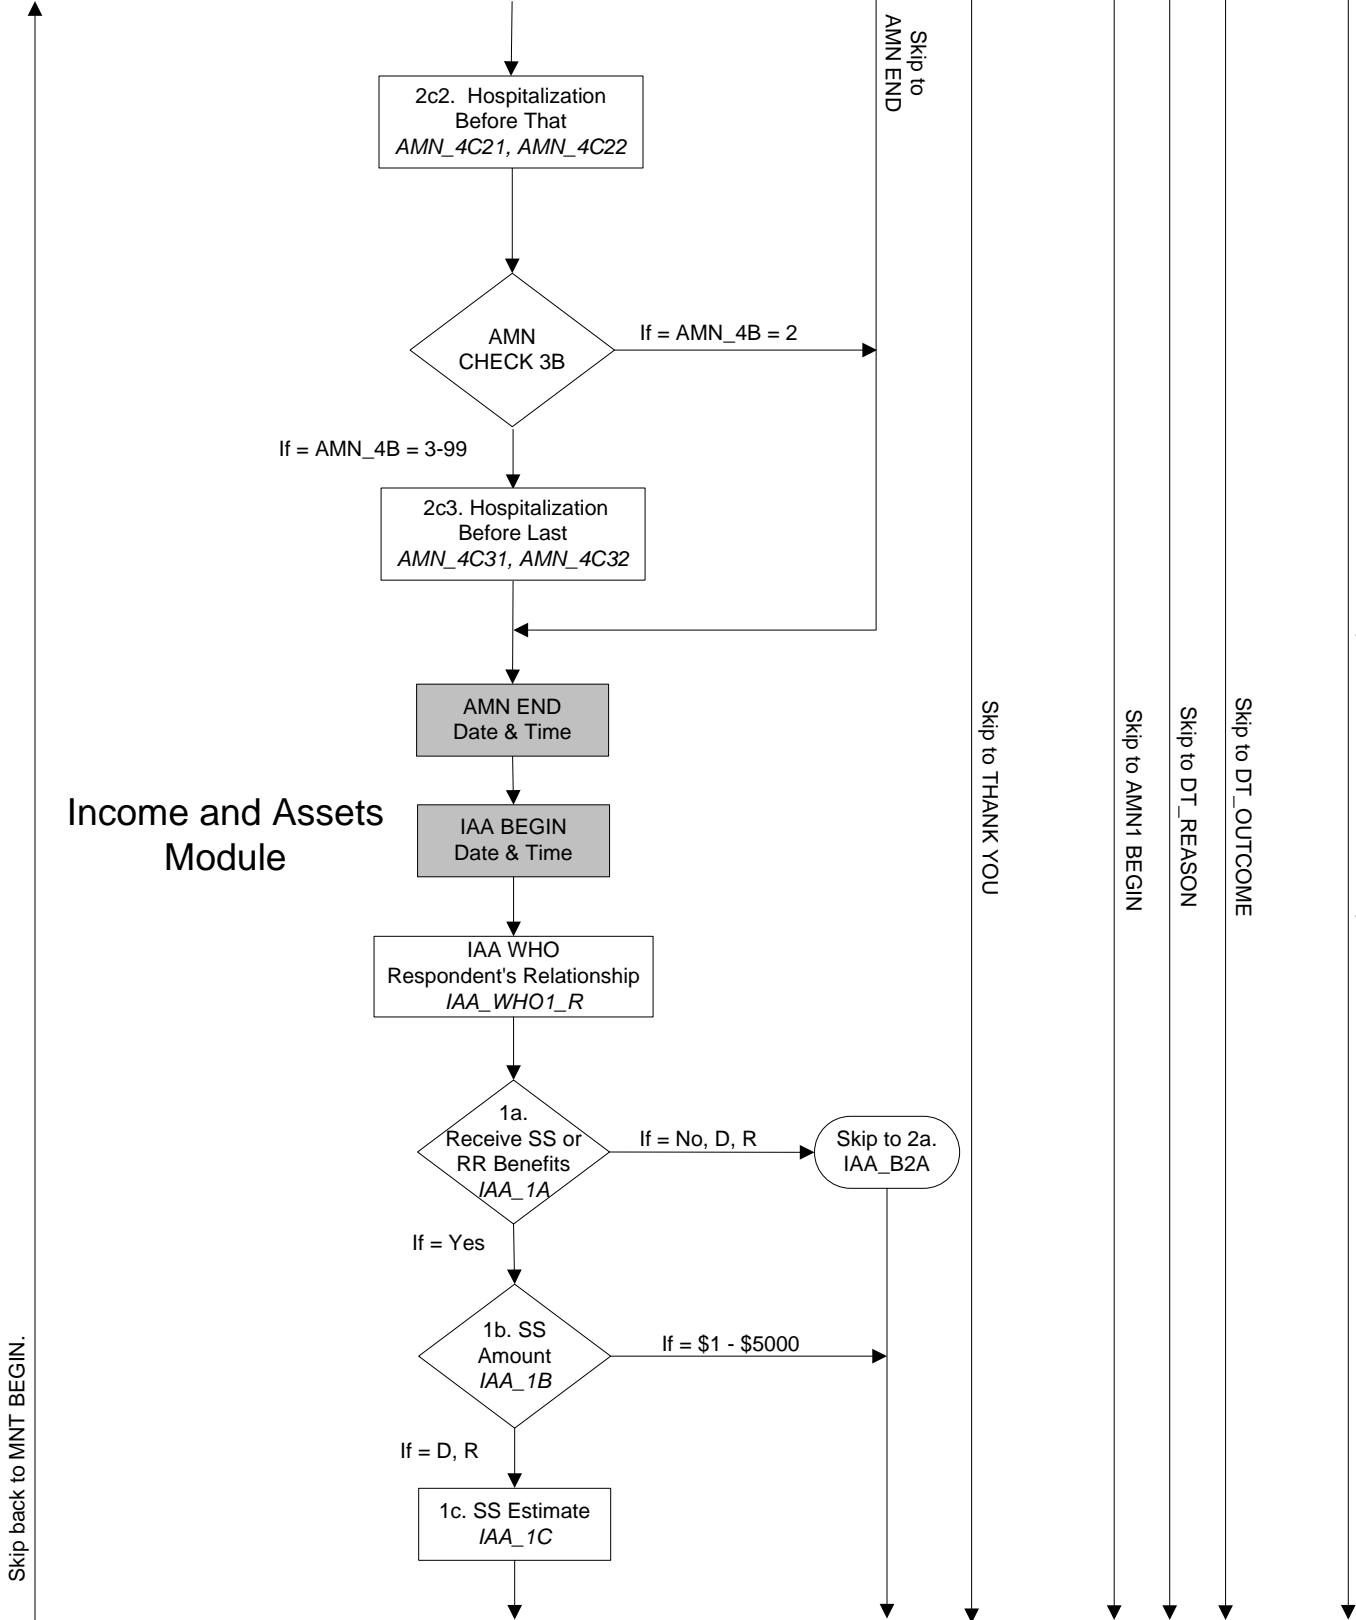 Skip to
AMN END
2c2.  Hospitalization
Before That
AMN_4C21, AMN_4C22
AMN
CHECK 3B
If = AMN_4B = 2
If = AMN_4B = 3-99
2c3. Hospitalization
Before Last
AMN_4C31, AMN_4C32
AMN END
Date & Time
Skip to THANK YOU
Skip to AMN1 BEGIN
Skip to DT_REASON
Skip to DT_OUTCOME
Income and Assets
Module
IAA BEGIN
Date & Time
IAA WHO
Respondent's Relationship
IAA_WHO1_R
1a.
Receive SS or
RR Benefits
IAA_1A
If = No, D, R
Skip to 2a.
IAA_B2A
If = Yes
1b. SS
Amount
IAA_1B
If = $1 - $5000
If = D, R
1c. SS Estimate
IAA_1C
Skip back to MNT BEGIN.